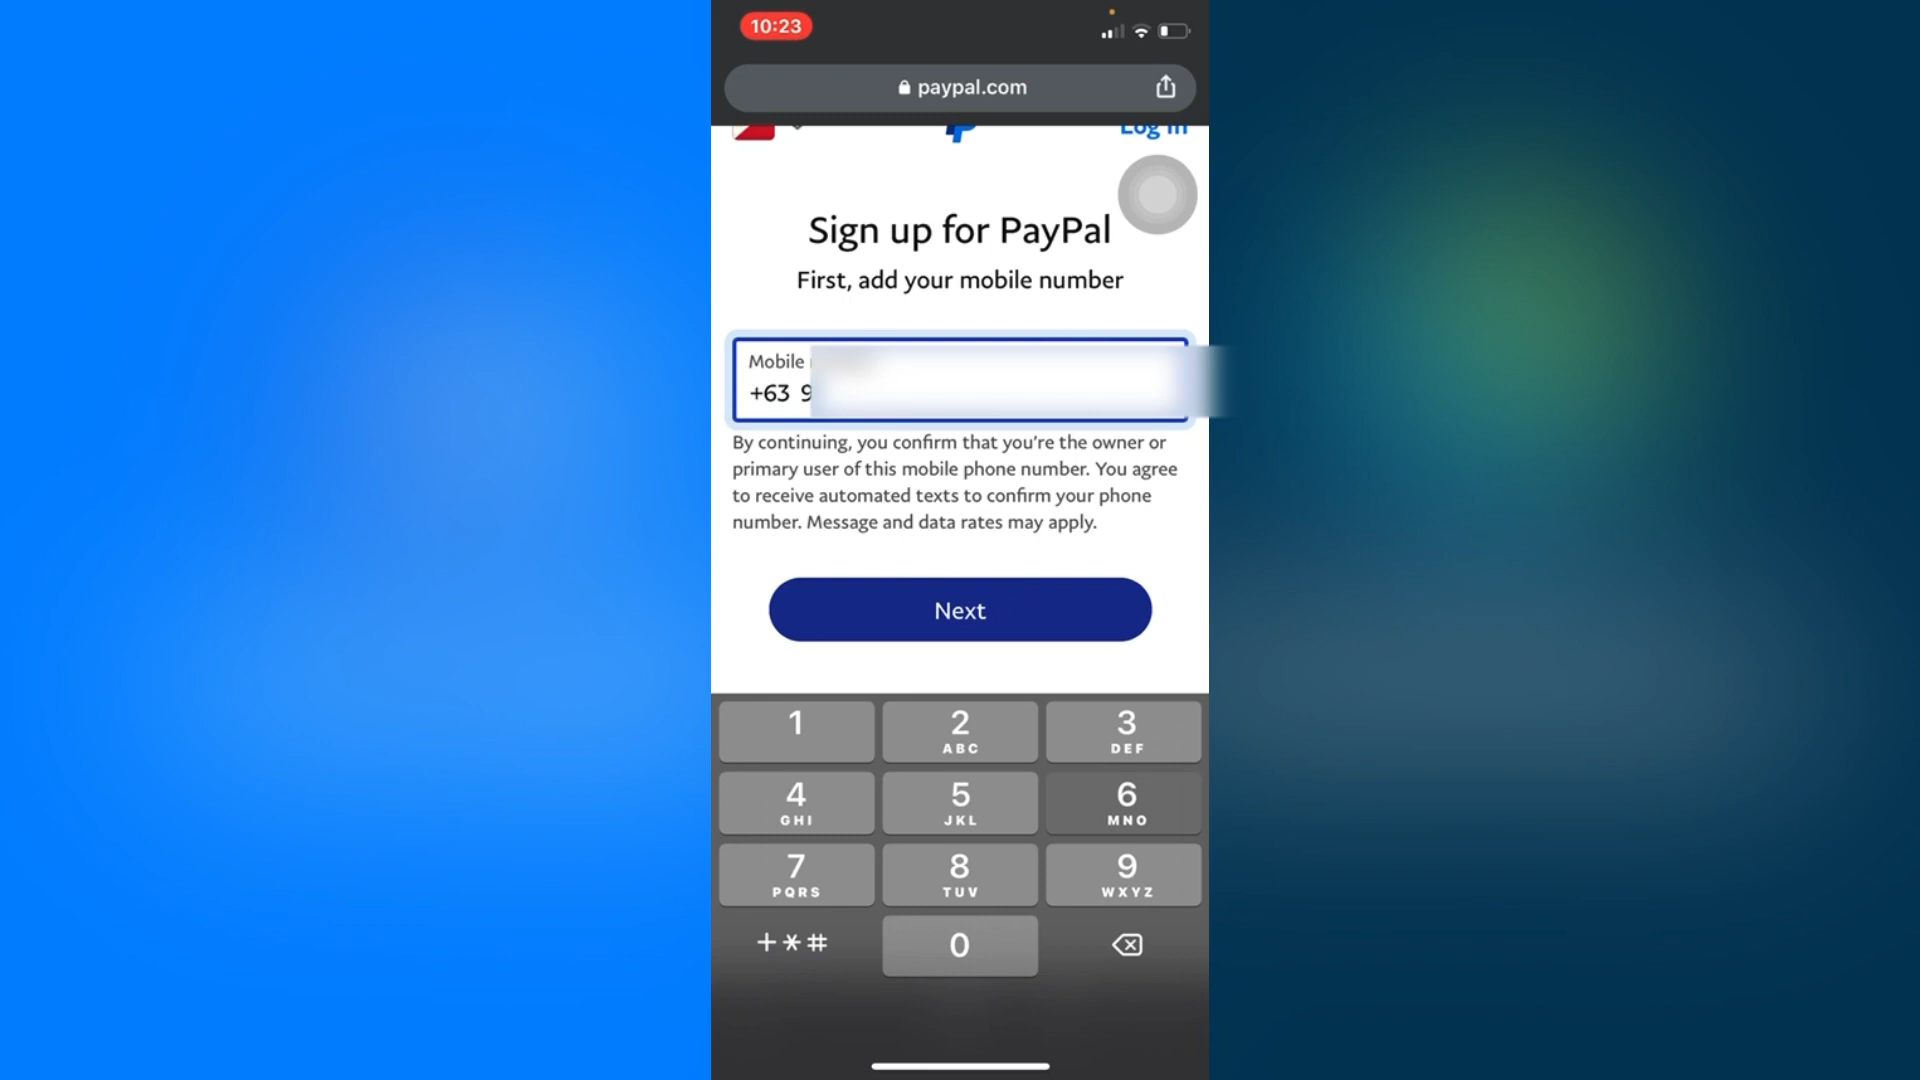 10:23
paypal.com
Log In
Sign up for PayPal
First, add your mobile number
Mobile
+63 9
By continuing, you confirm that you're the owner or
primary user of this mobile phone number. You agree
to receive automated texts to confirm your phone
number. Message and data rates may apply.
Next
1
2
ABC
3
DEF
4
GHI
5
JKL
6
MNO
7
PQRS
8
TUV
9
WXYZ
+*#
0